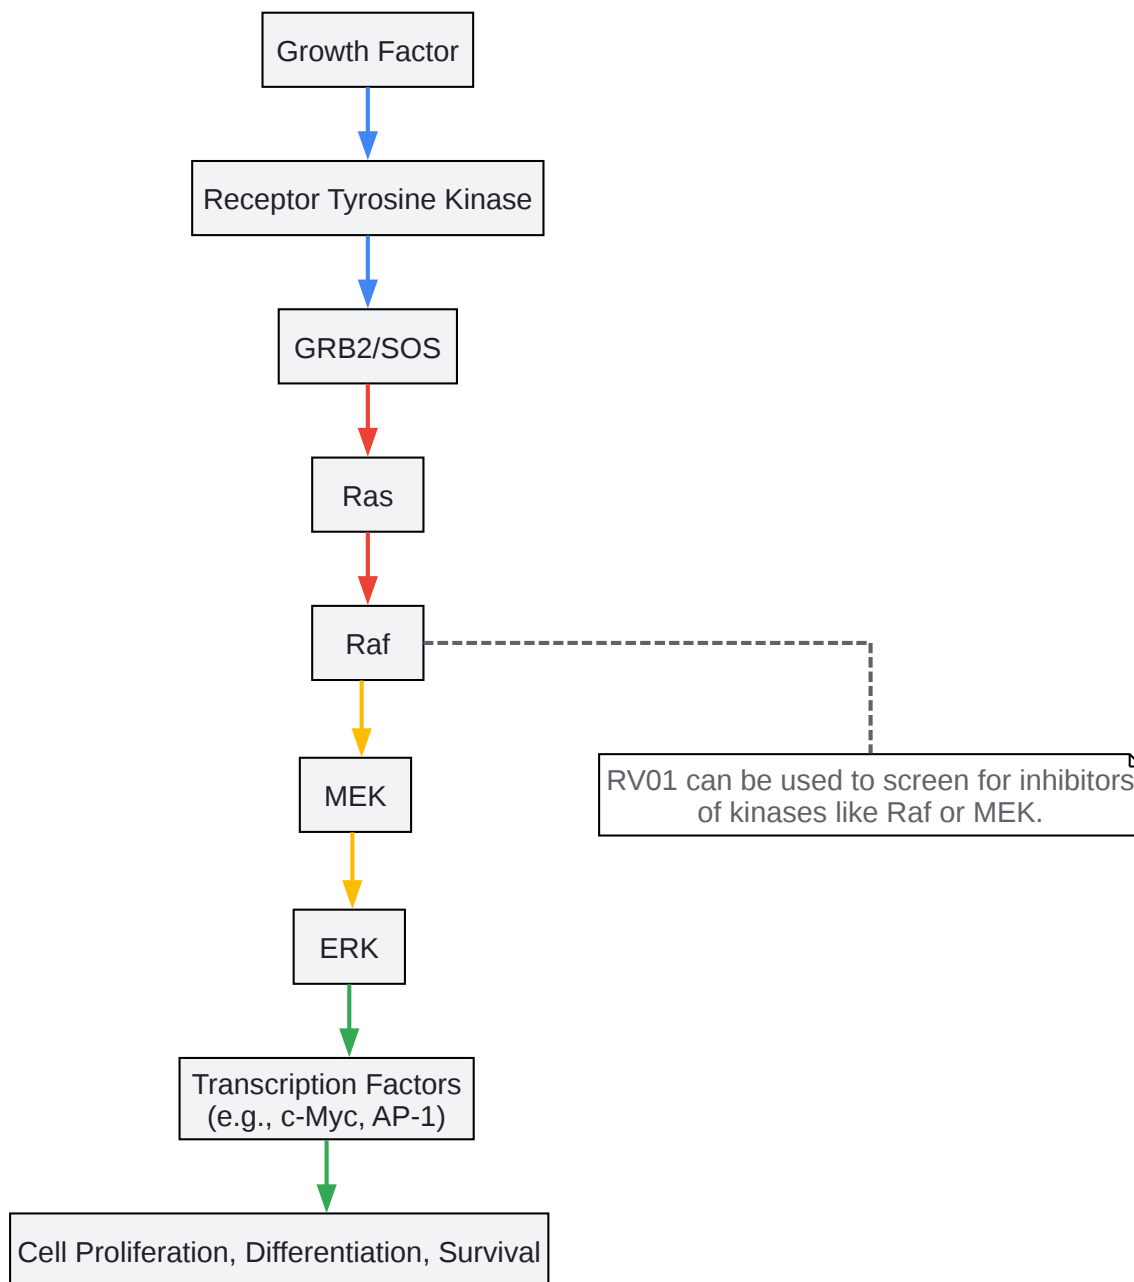 Growth Factor
Receptor Tyrosine Kinase
GRB2/SOS
Ras
Raf
MEK
RV01 can be used to screen for inhibitors
of kinases like Raf or MEK.
ERK
Transcription Factors
(e.g., c-Myc, AP-1)
Cell Proliferation, Differentiation, Survival